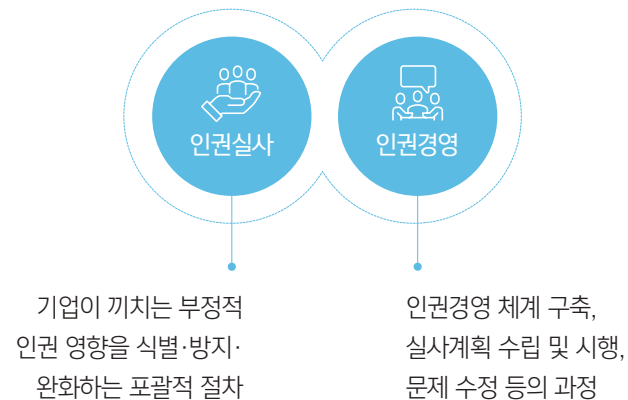 인권실사
인권경영
기업이 끼치는 부정적
인권 영향을 식별·방지·
완화하는 포괄적 절차
인권경영 체계 구축,
실사계획 수립 및 시행,
문제 수정 등의 과정